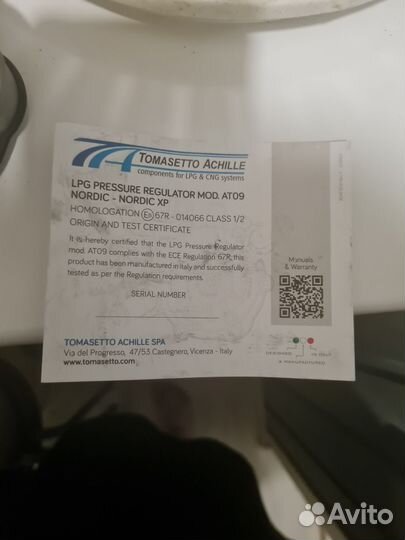 TOMASETTO ACHILLE
components for LPG & CNG systems
LPG PRESSURE REGULATOR MOD. AT09
NORDIC - NORDIC XP
HOMOLOGATION 67R - 014066 CLASS 1/2
ORIGIN AND TEST CERTIFICATE
It is hereby certified that the LPG Pressure Regulator
mod. AT09 complies with the ECE Regulation 67R, this
product has been manufactured in Italy and successfully
tested as per the Regulation requirements.
SERIAL NUMBER
Manuals
& Warranty
TOMASETTO ACHILLE SPA
Via del Progresso, 47/53 Castegnero, Vicenza - Italy
www.tomasetto.com
DESIGNED IN ITALY
& MANUFACTURED
Avito